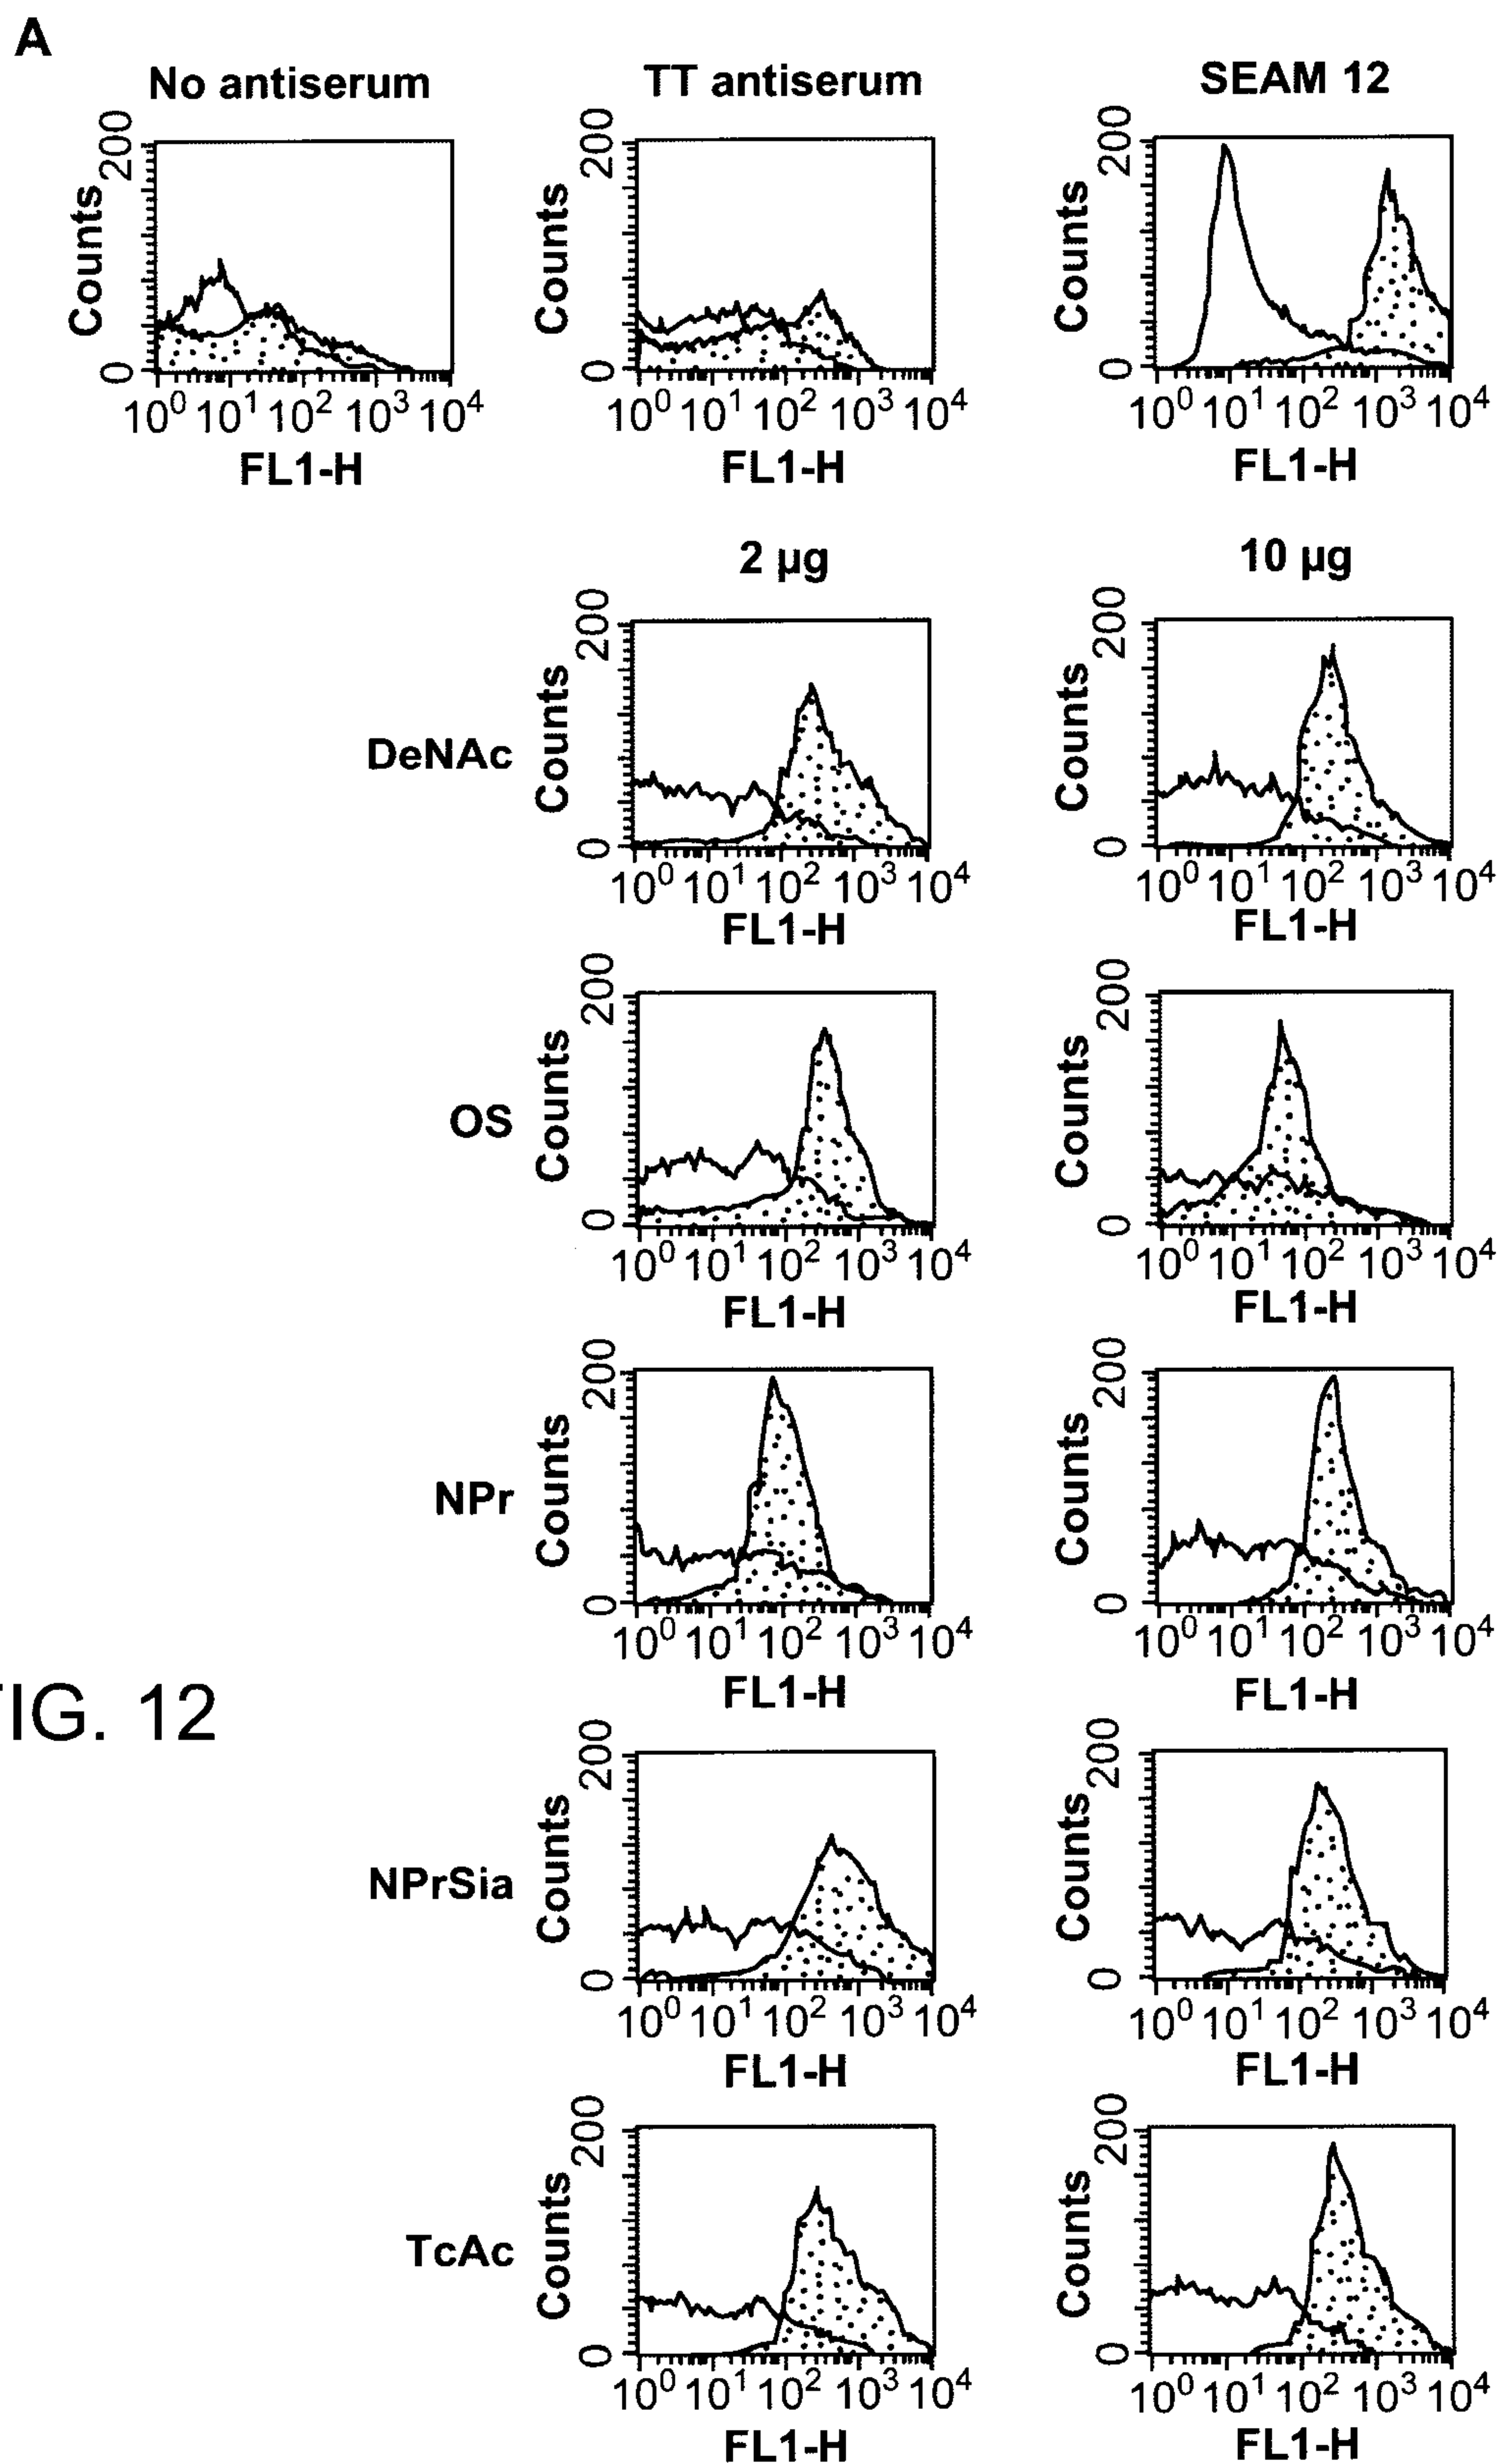 A
No antiserum TT antiserum SEAM 12
Counts 200 0 Counts 200 0 Counts 200 0
10⁰ 10¹ 10² 10³ 10⁴ 10⁰ 10¹ 10² 10³ 10⁴ 10⁰ 10¹ 10² 10³ 10⁴
FL1-H FL1-H FL1-H
2 µg 10 µg
DeNAc Counts 200 0 Counts 200 0
10⁰ 10¹ 10² 10³ 10⁴ 10⁰ 10¹ 10² 10³ 10⁴
FL1-H FL1-H
OS Counts 200 0 Counts 200 0
10⁰ 10¹ 10² 10³ 10⁴ 10⁰ 10¹ 10² 10³ 10⁴
FL1-H FL1-H
NPr Counts 200 0 Counts 200 0
10⁰ 10¹ 10² 10³ 10⁴ 10⁰ 10¹ 10² 10³ 10⁴
FL1-H FL1-H
FIG. 12
NPrSia Counts 200 0 Counts 200 0
10⁰ 10¹ 10² 10³ 10⁴ 10⁰ 10¹ 10² 10³ 10⁴
FL1-H FL1-H
TcAc Counts 200 0 Counts 200 0
10⁰ 10¹ 10² 10³ 10⁴ 10⁰ 10¹ 10² 10³ 10⁴
FL1-H FL1-H